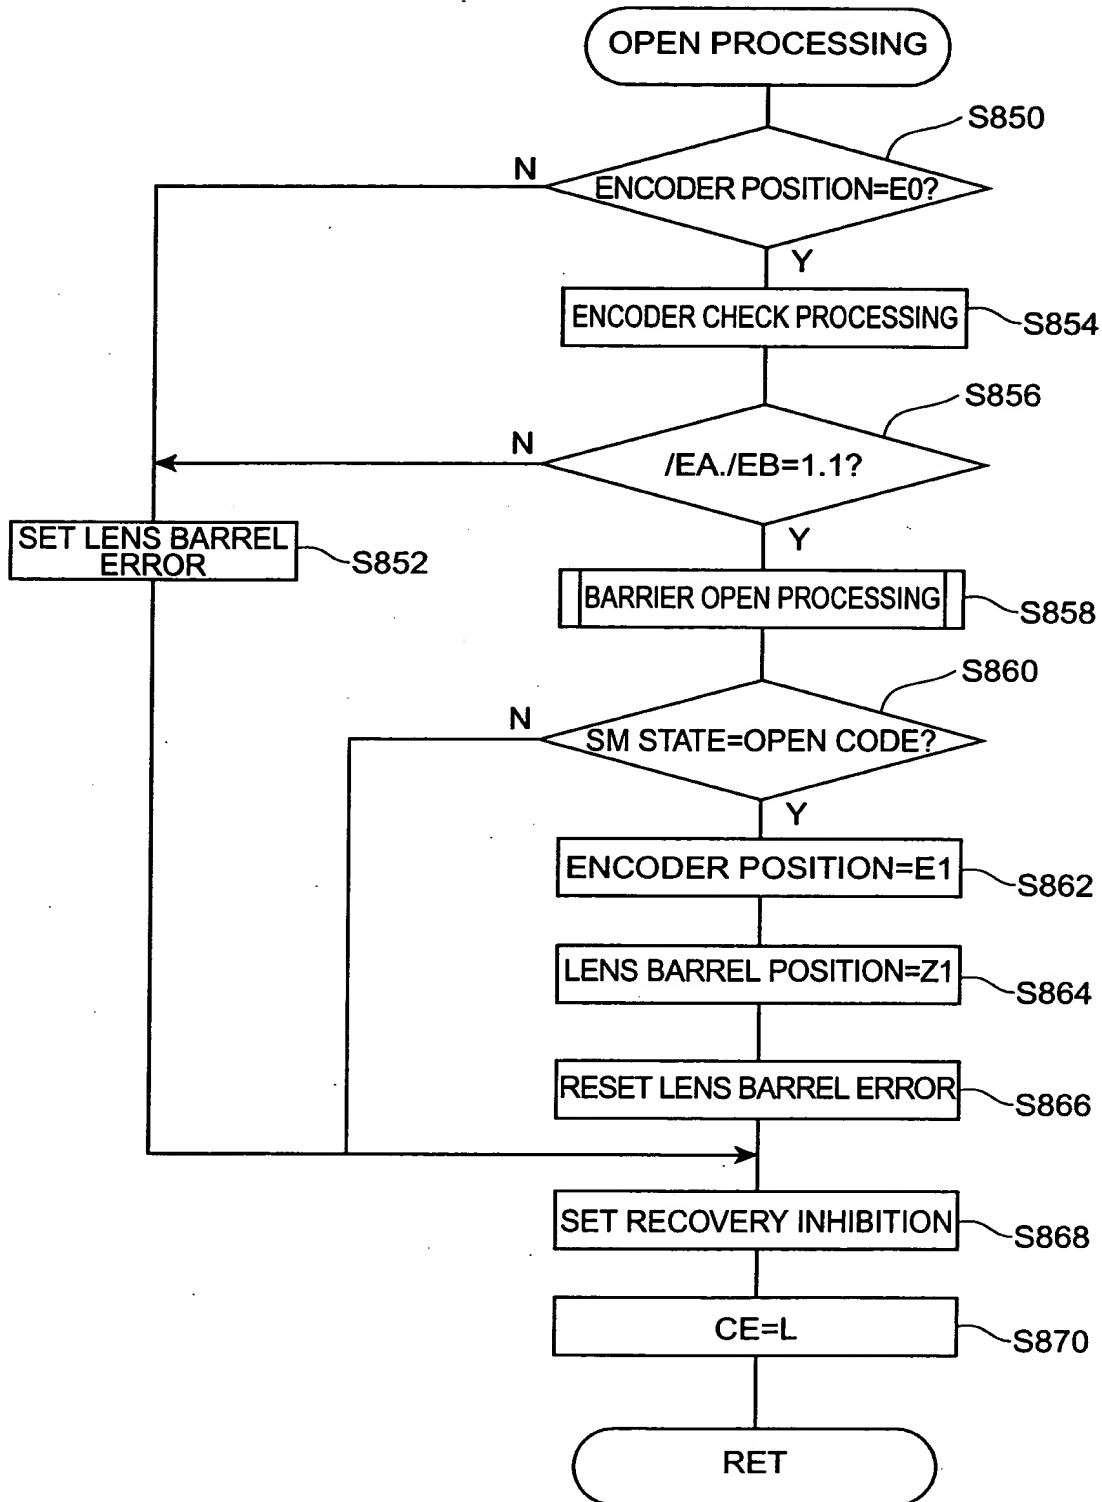 OPEN PROCESSING
S850
N
ENCODER POSITION=E0?
Y
ENCODER CHECK PROCESSING
S854
S856
N
/EA./EB=1.1?
Y
SET LENS BARREL
ERROR
S852
BARRIER OPEN PROCESSING
S858
S860
N
SM STATE=OPEN CODE?
Y
ENCODER POSITION=E1
S862
LENS BARREL POSITION=Z1
S864
RESET LENS BARREL ERROR
S866
SET RECOVERY INHIBITION
S868
CE=L
S870
RET